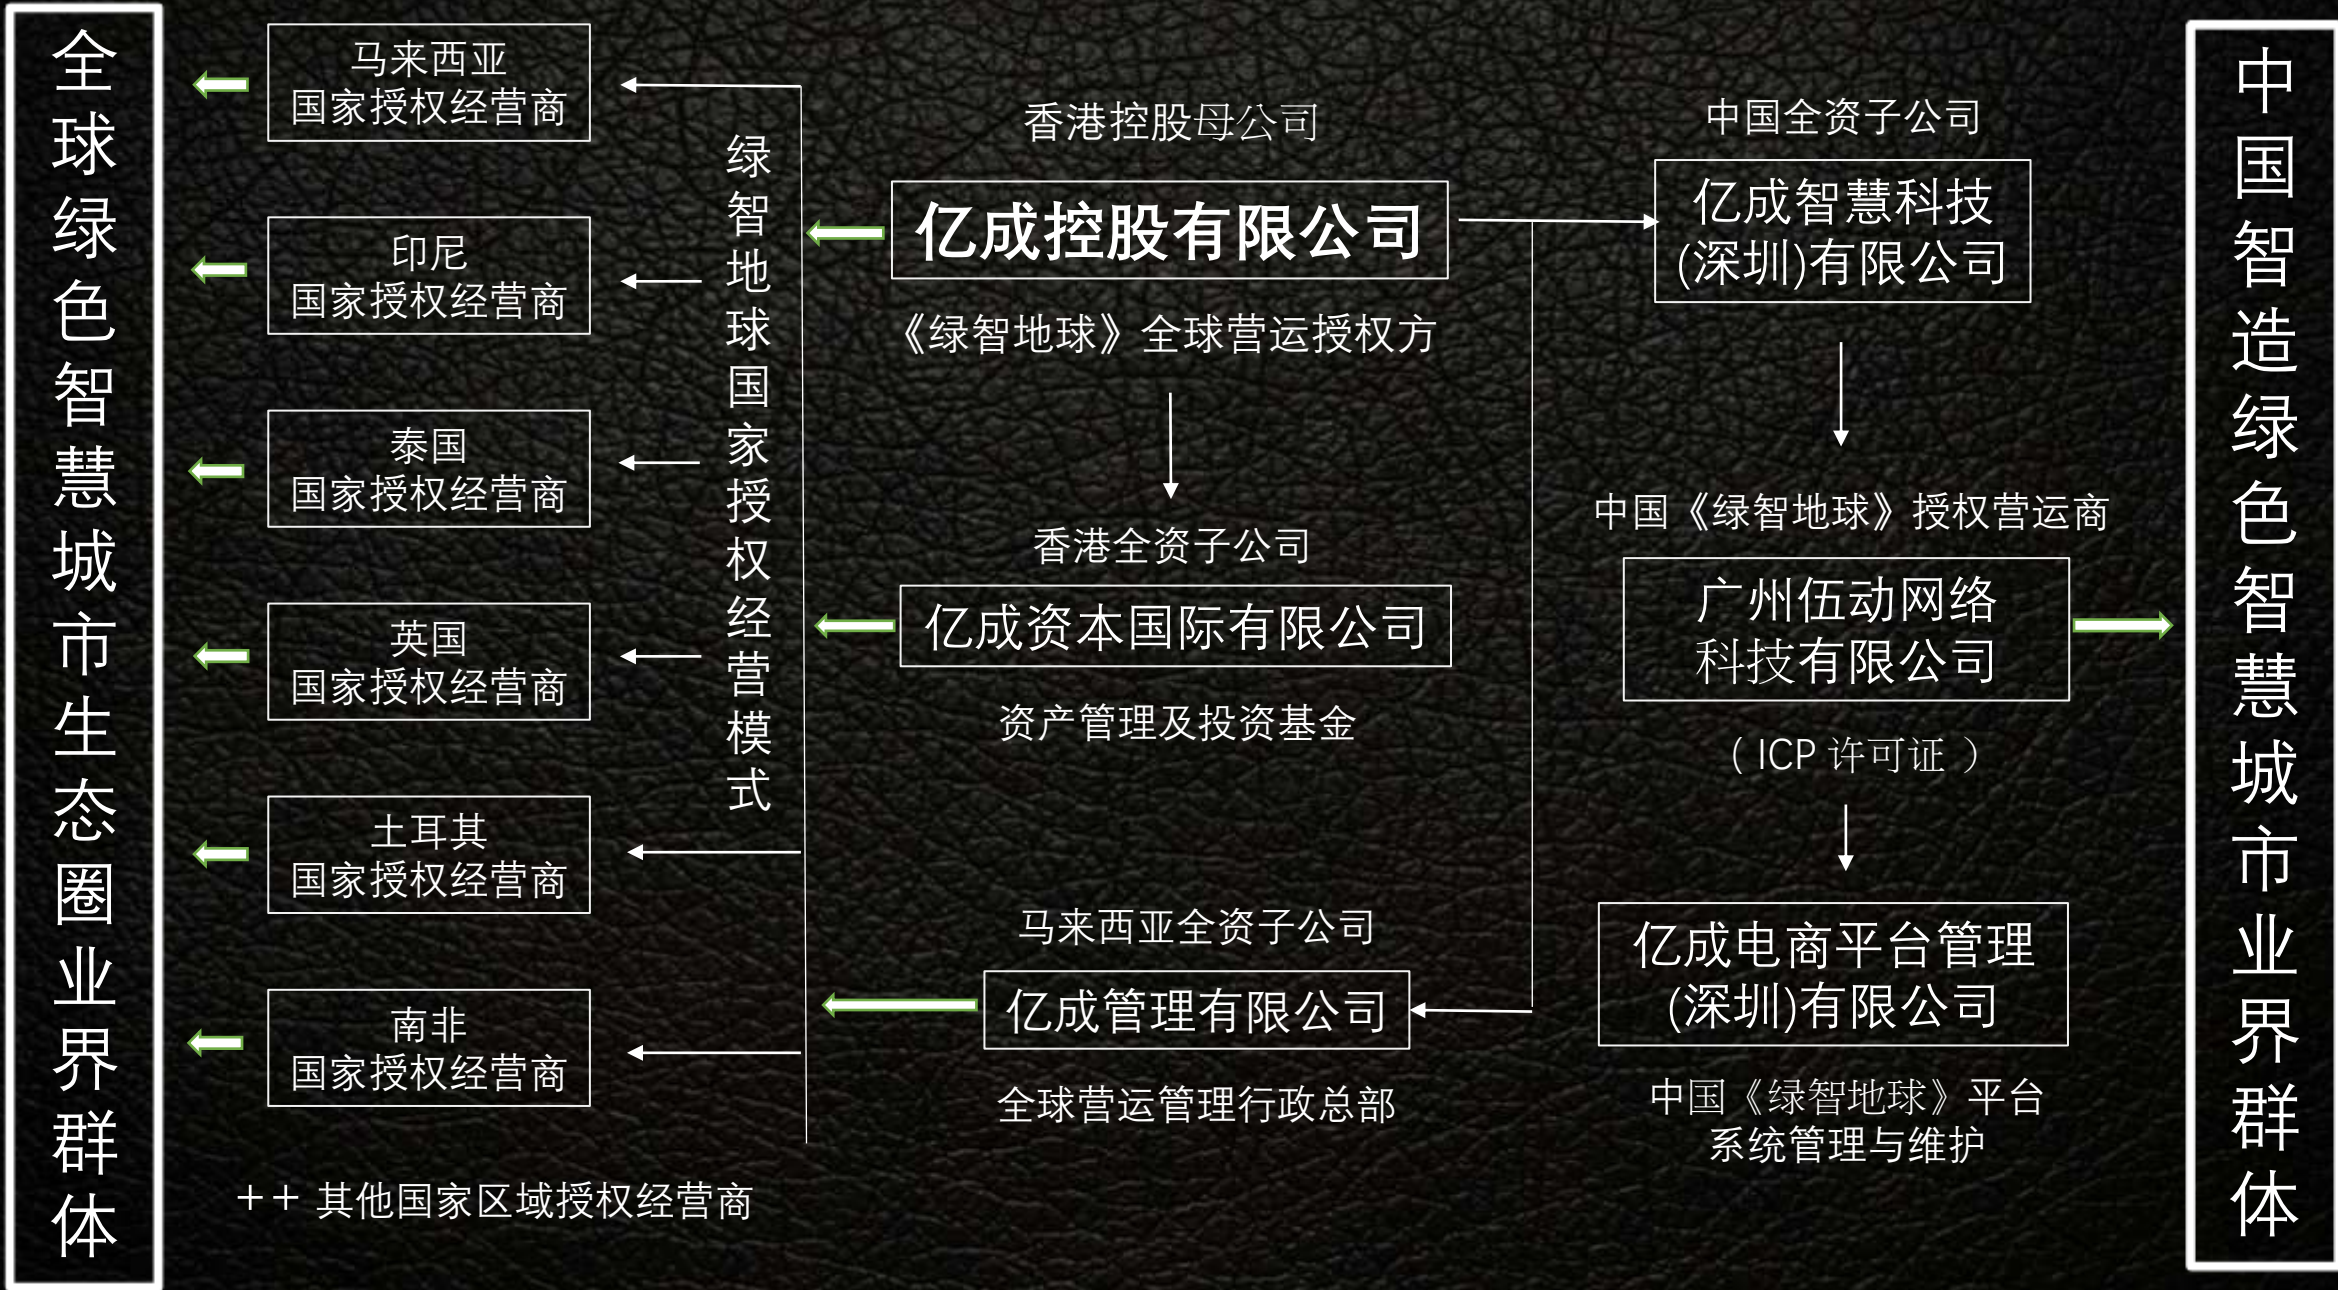 全球绿色智慧城市生态圈业界群体
马来西亚
国家授权经营商
印尼
国家授权经营商
泰国
国家授权经营商
英国
国家授权经营商
土耳其
国家授权经营商
南非
国家授权经营商
++ 其他国家区域授权经营商
绿智地球国家授权经营模式
香港控股母公司
亿成控股有限公司
《绿智地球》全球营运授权方
香港全资子公司
亿成资本国际有限公司
资产管理及投资基金
马来西亚全资子公司
亿成管理有限公司
全球营运管理行政总部
中国全资子公司
亿成智慧科技
(深圳)有限公司
中国《绿智地球》授权营运商
广州伍动网络
科技有限公司
（ ICP 许可证 ）
亿成电商平台管理
(深圳)有限公司
中国《绿智地球》平台
系统管理与维护
中国智造绿色智慧城市业界群体